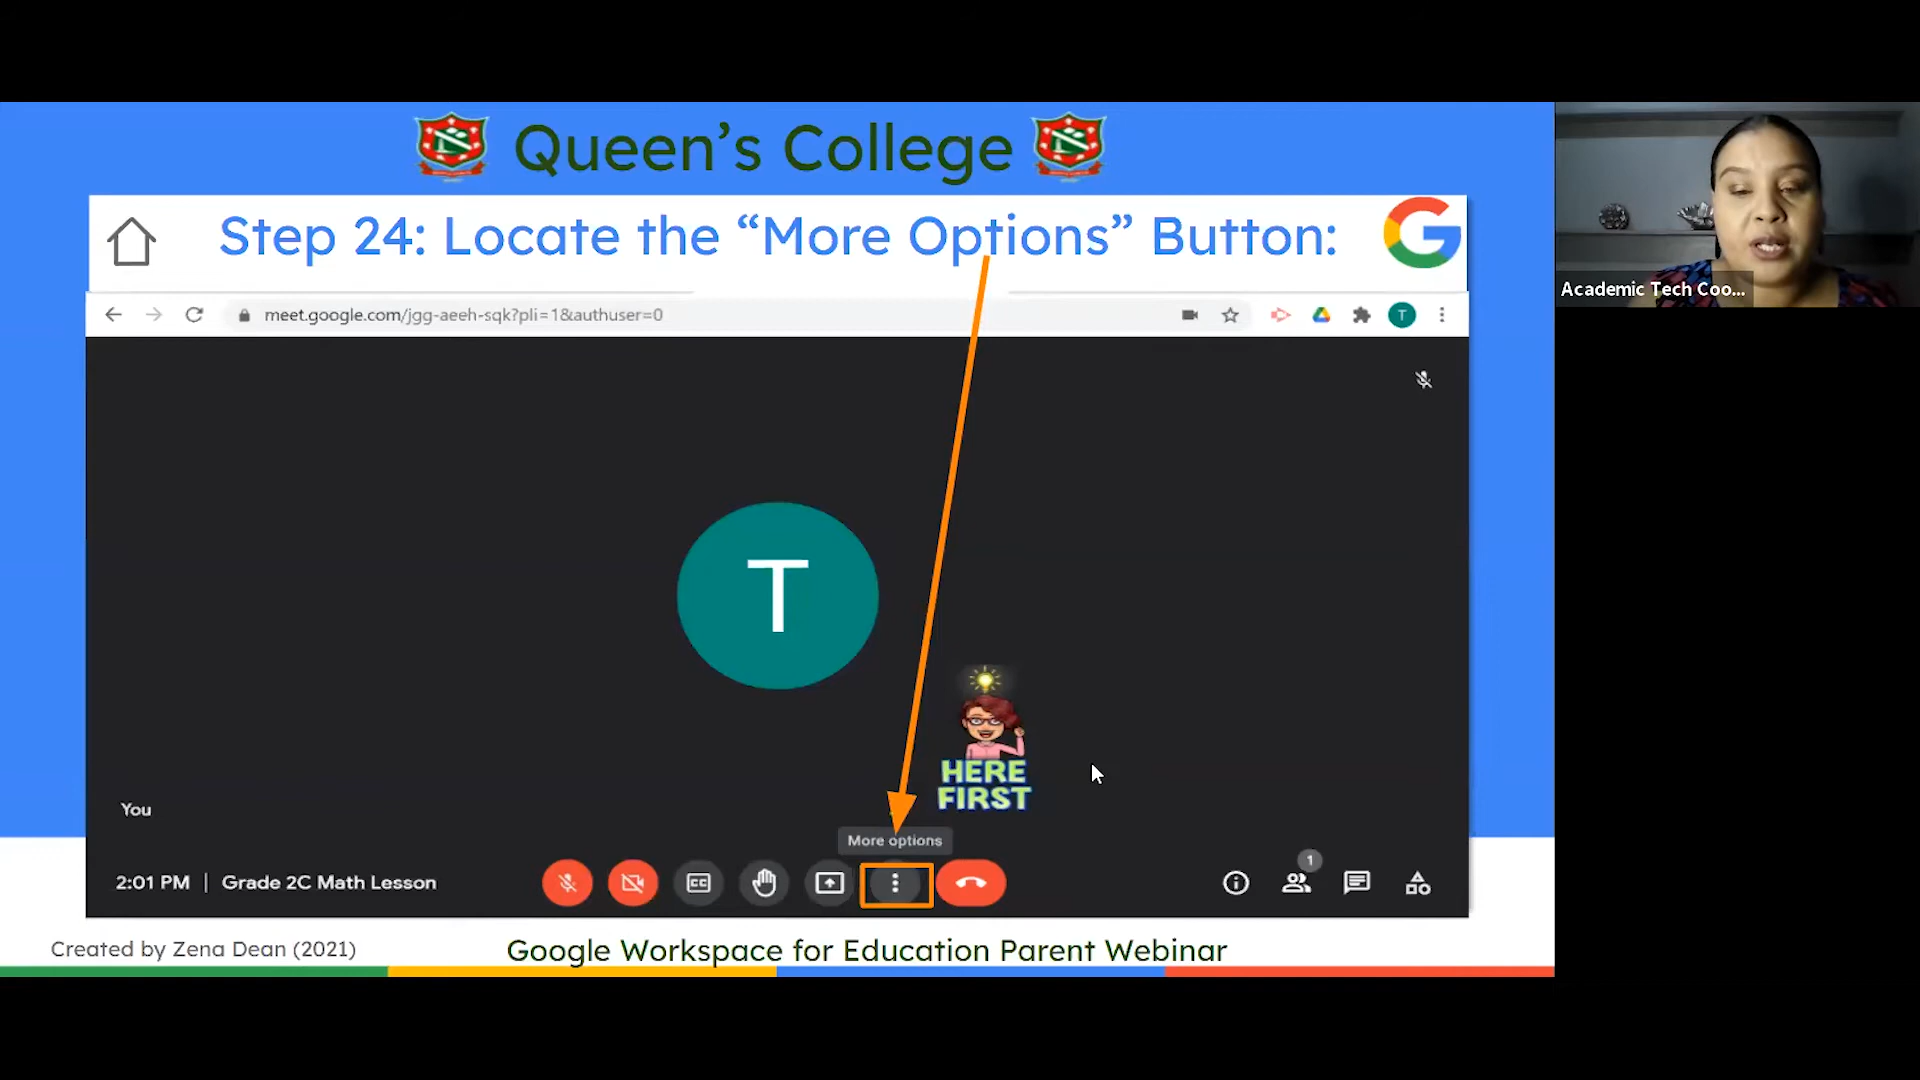 Queen’s College
Step 24: Locate the “More Options” Button:
meet.google.com/jgg-aeeh-sqk?pli=1&authuser=0
T
Academic Tech Coo...
T
HERE
FIRST
You
More options
2:01 PM | Grade 2C Math Lesson
CC
1
Created by Zena Dean (2021)
Google Workspace for Education Parent Webinar